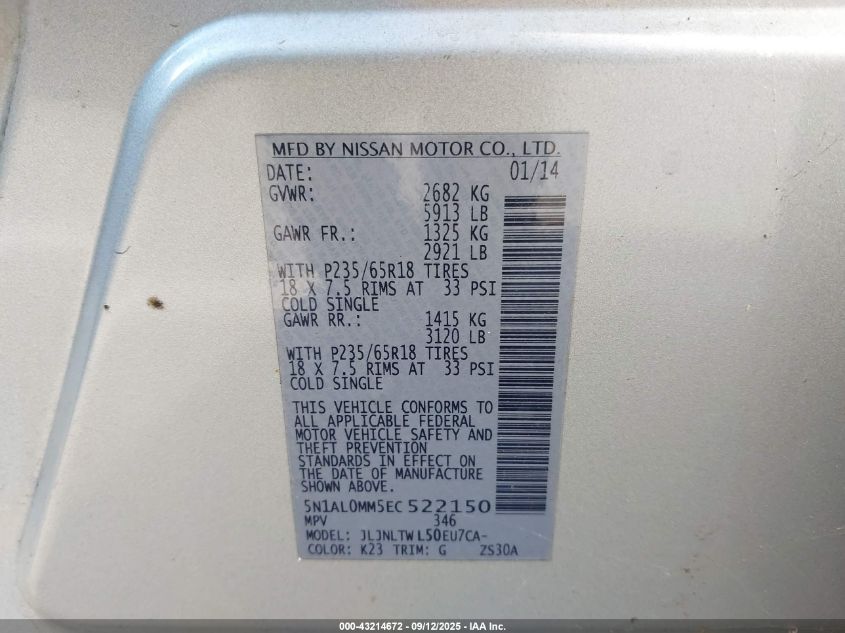 MFD BY NISSAN MOTOR CO., LTD.
DATE: 01/14
GVWR: 2682 KG
5913 LB
GAWR FR.: 1325 KG
2921 LB
WITH P235/65R18 TIRES
18 X 7.5 RIMS AT 33 PSI
COLD SINGLE
GAWR RR.: 1415 KG
3120 LB
WITH P235/65R18 TIRES
18 X 7.5 RIMS AT 33 PSI
COLD SINGLE
THIS VEHICLE CONFORMS TO
ALL APPLICABLE FEDERAL
MOTOR VEHICLE SAFETY AND
THEFT PREVENTION
STANDARDS IN EFFECT ON
THE DATE OF MANUFACTURE
SHOWN ABOVE.
5N1AL0MM5EC522150
MPV 346
MODEL: JLJNLTWL50EU7CA-
COLOR: K23 TRIM: G ZS30A
000-43214672 - 09/12/2025 - IAA Inc.